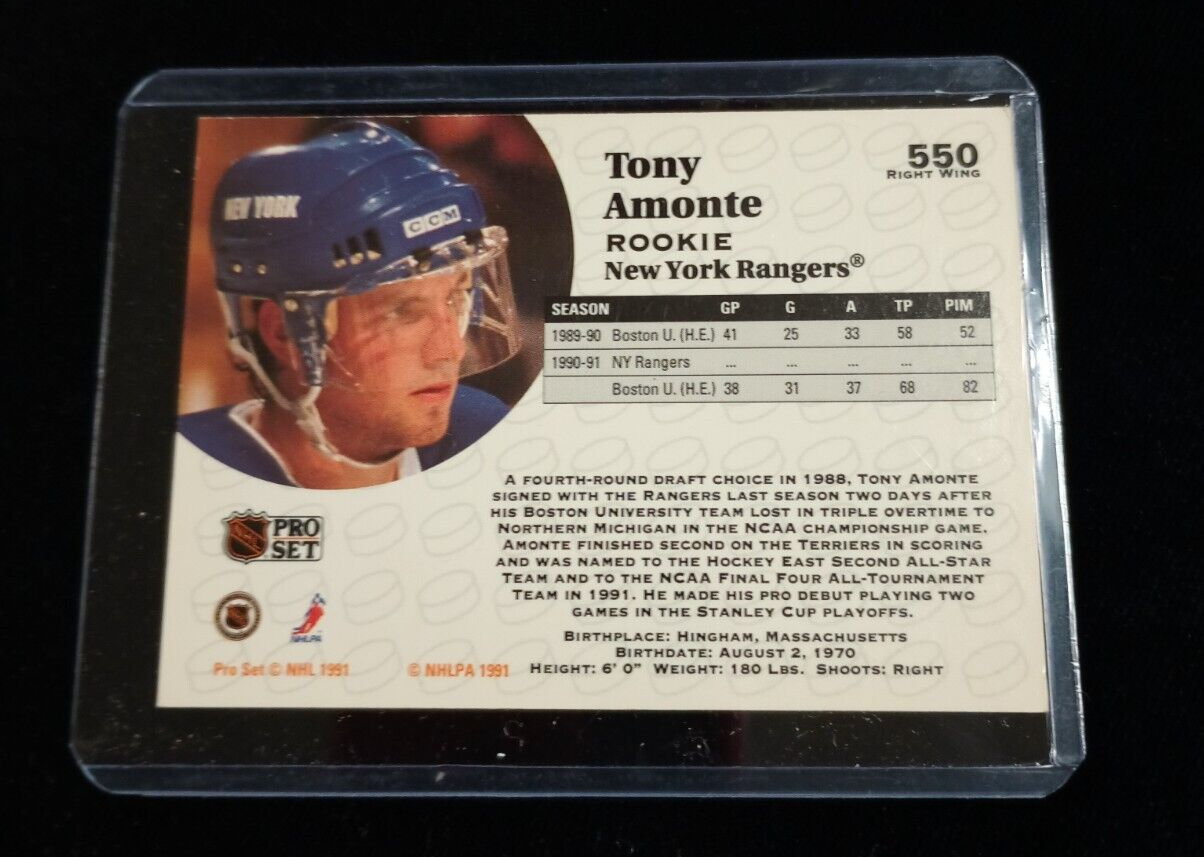 NEW YORK
CCM
Tony
Amonte
ROOKIE
New York Rangers®
550
RIGHT WING
SEASON GP G A TP PIM
1989-90 Boston U. (H.E.) 41 25 33 58 52
1990-91 NY Rangers ... ... ... ... ...
Boston U. (H.E.) 38 31 37 68 82
A FOURTH-ROUND DRAFT CHOICE IN 1988, TONY AMONTE
SIGNED WITH THE RANGERS LAST SEASON TWO DAYS AFTER
HIS BOSTON UNIVERSITY TEAM LOST IN TRIPLE OVERTIME TO
NORTHERN MICHIGAN IN THE NCAA CHAMPIONSHIP GAME.
AMONTE FINISHED SECOND ON THE TERRIERS IN SCORING
AND WAS NAMED TO THE HOCKEY EAST SECOND ALL-STAR
TEAM AND TO THE NCAA FINAL FOUR ALL-TOURNAMENT
TEAM IN 1991. HE MADE HIS PRO DEBUT PLAYING TWO
GAMES IN THE STANLEY CUP PLAYOFFS.
BIRTHPLACE: HINGHAM, MASSACHUSETTS
BIRTHDATE: AUGUST 2, 1970
HEIGHT: 6' 0" WEIGHT: 180 LBS. SHOOTS: RIGHT
NHL
PRO
SET
NHLPA
Pro Set © NHL 1991
© NHLPA 1991